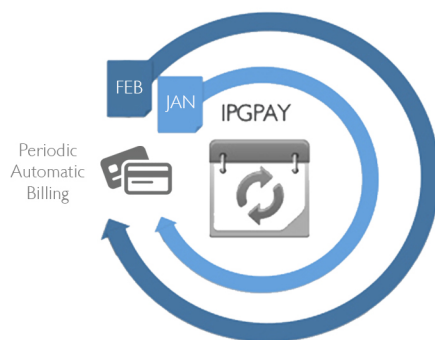 FEB
JAN
IPGPAY
Periodic
Automatic
Billing